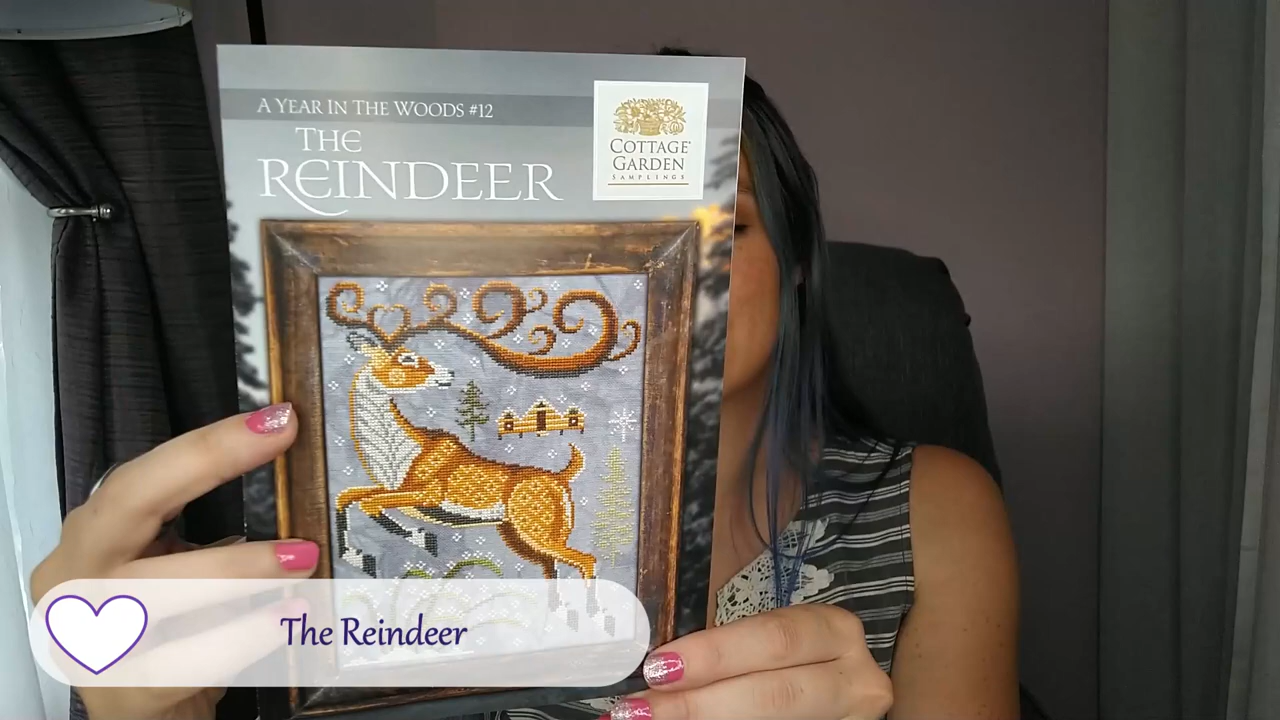 A YEAR IN THE WOODS #12
THE
REINDEER
COTTAGE
GARDEN
SAMPLINGS
The Reindeer